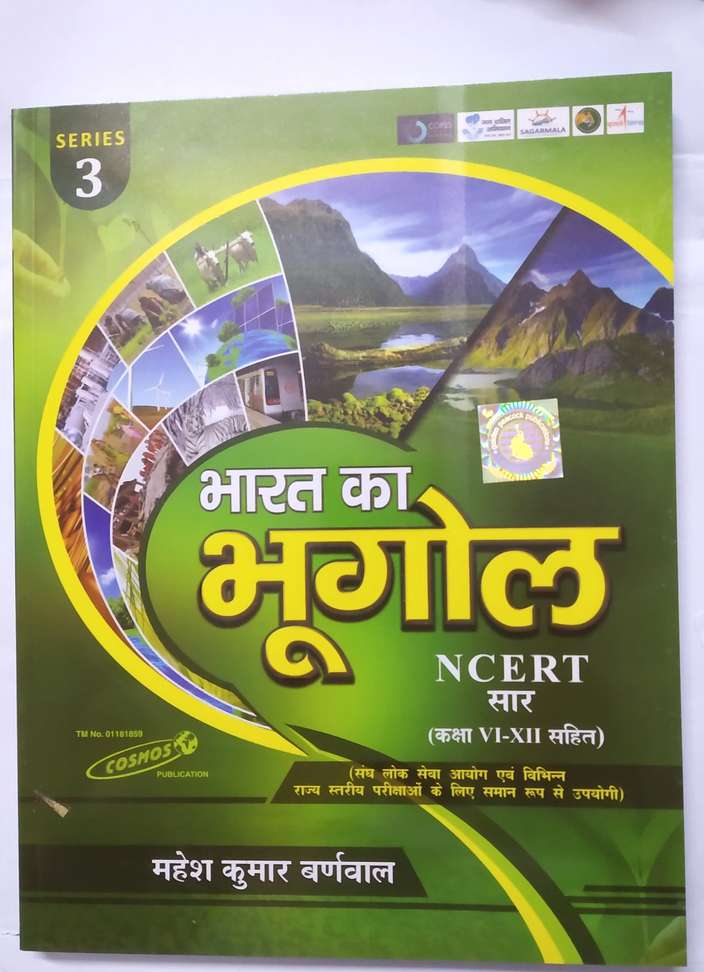 SERIES
3
SAGARMALA
भारत का
भूगोल
NCERT
सार
(कक्षा VI-XII सहित)
TM No. 01181859
COSMOS
PUBLICATION
(संघ लोक सेवा आयोग एवं विभिन्न
राज्य स्तरीय परीक्षाओं के लिए समान रूप से उपयोगी)
महेश कुमार बर्णवाल